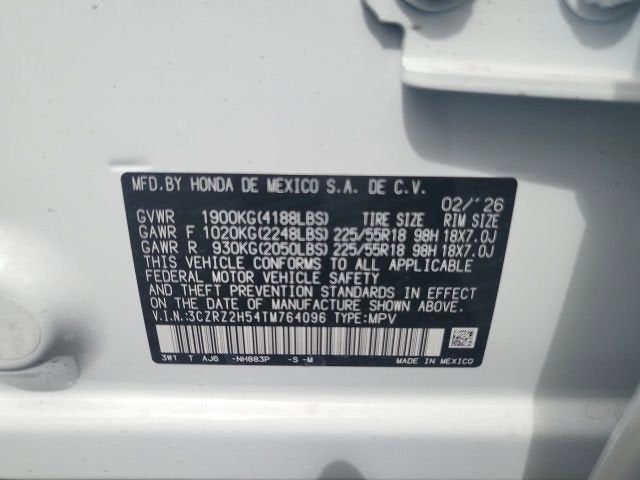 MFD.BY HONDA DE MEXICO S.A. DE C.V.
02/'26
GVWR 1900KG(4188LBS) TIRE SIZE RIM SIZE
GAWR F 1020KG(2248LBS) 225/55R18 98H 18X7.0J
GAWR R 930KG(2050LBS) 225/55R18 98H 18X7.0J
THIS VEHICLE CONFORMS TO ALL APPLICABLE
FEDERAL MOTOR VEHICLE SAFETY
AND THEFT PREVENTION STANDARDS IN EFFECT
ON THE DATE OF MANUFACTURE SHOWN ABOVE.
V.I.N.:3CZRZ2H54TM764096 TYPE:MPV
3W1 T AJ6 -NH883P -S -M
MADE IN MEXICO